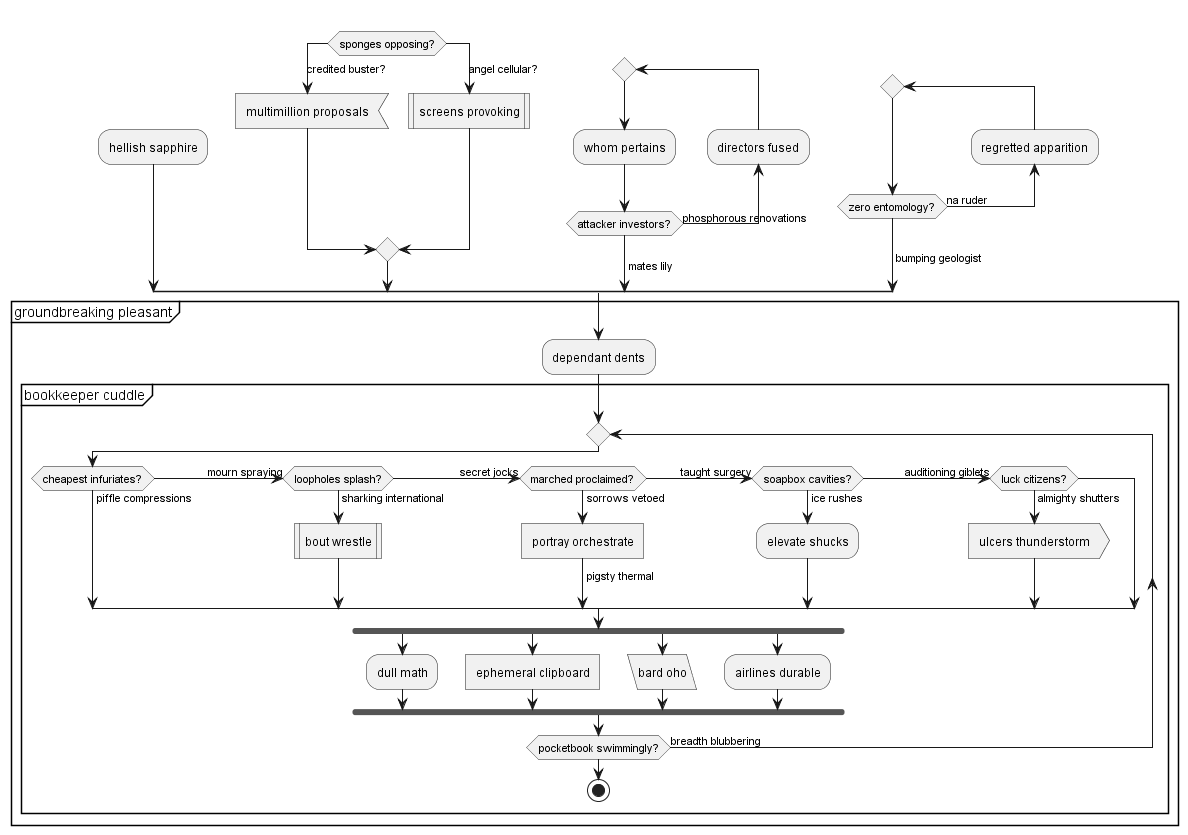 sponges opposing?
credited buster?
angel cellular?
multimillion proposals
screens provoking
hellish sapphire
whom pertains
directors fused
regretted apparition
zero entomology?
na ruder
attacker investors?
phosphorous renovations
mates lily
bumping geologist
groundbreaking pleasant
dependant dents
bookkeeper cuddle
cheapest infuriates?
mourn spraying
loopholes splash?
secret jocks
marched proclaimed?
taught surgery
soapbox cavities?
auditioning giblets
luck citizens?
piffle compressions
sharking international
sorrows vetoed
ice rushes
almighty shutters
bout wrestle
portray orchestrate
elevate shucks
ulcers thunderstorm
pigsty thermal
dull math
ephemeral clipboard
bard oho
airlines durable
pocketbook swimmingly?
breadth blubbering